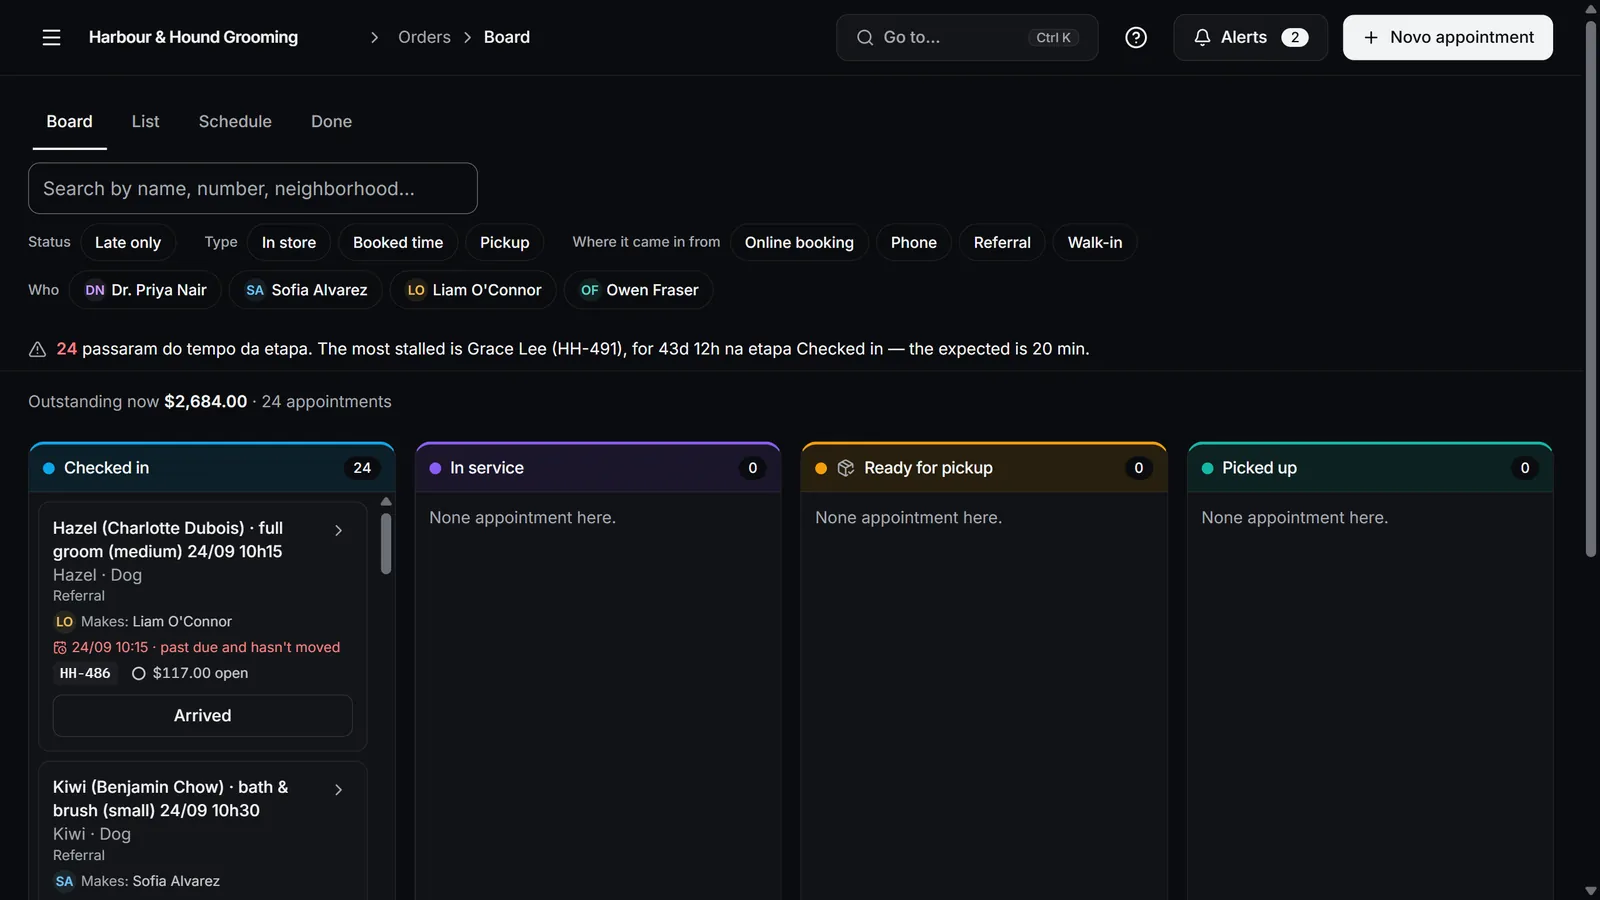 Harbour & Hound Grooming
Orders
Board
Go to...
Ctrl K
Alerts
2
Novo appointment
Board
List
Schedule
Done
Search by name, number, neighborhood...
Status
Late only
Type
In store
Booked time
Pickup
Where it came in from
Online booking
Phone
Referral
Walk-in
Who
DN Dr. Priya Nair
SA Sofia Alvarez
LO Liam O'Connor
OF Owen Fraser
24 passaram do tempo da etapa. The most stalled is Grace Lee (HH-491), for 43d 12h na etapa Checked in — the expected is 20 min.
Outstanding now $2,684.00 · 24 appointments
Checked in
24
Hazel (Charlotte Dubois) · full
groom (medium) 24/09 10h15
Hazel · Dog
Referral
LO Makes: Liam O'Connor
24/09 10:15 · past due and hasn't moved
HH-486
$117.00 open
Arrived
Kiwi (Benjamin Chow) · bath &
brush (small) 24/09 10h30
Kiwi · Dog
Referral
SA Makes: Sofia Alvarez
In service
0
None appointment here.
Ready for pickup
0
None appointment here.
Picked up
0
None appointment here.